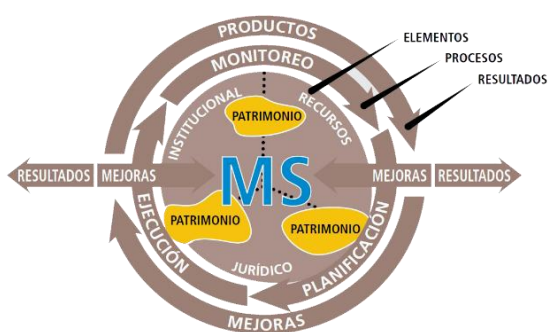 PRODUCTOS
MONITOREO
ELEMENTOS
PROCESOS
RESULTADOS
INSTITUCIONAL
RECURSOS
PATRIMONIO
RESULTADOS MEJORAS
MS
MEJORAS RESULTADOS
PATRIMONIO
PATRIMONIO
EJECUCIÓN
JURÍDICO
PLANIFICACIÓN
MEJORAS